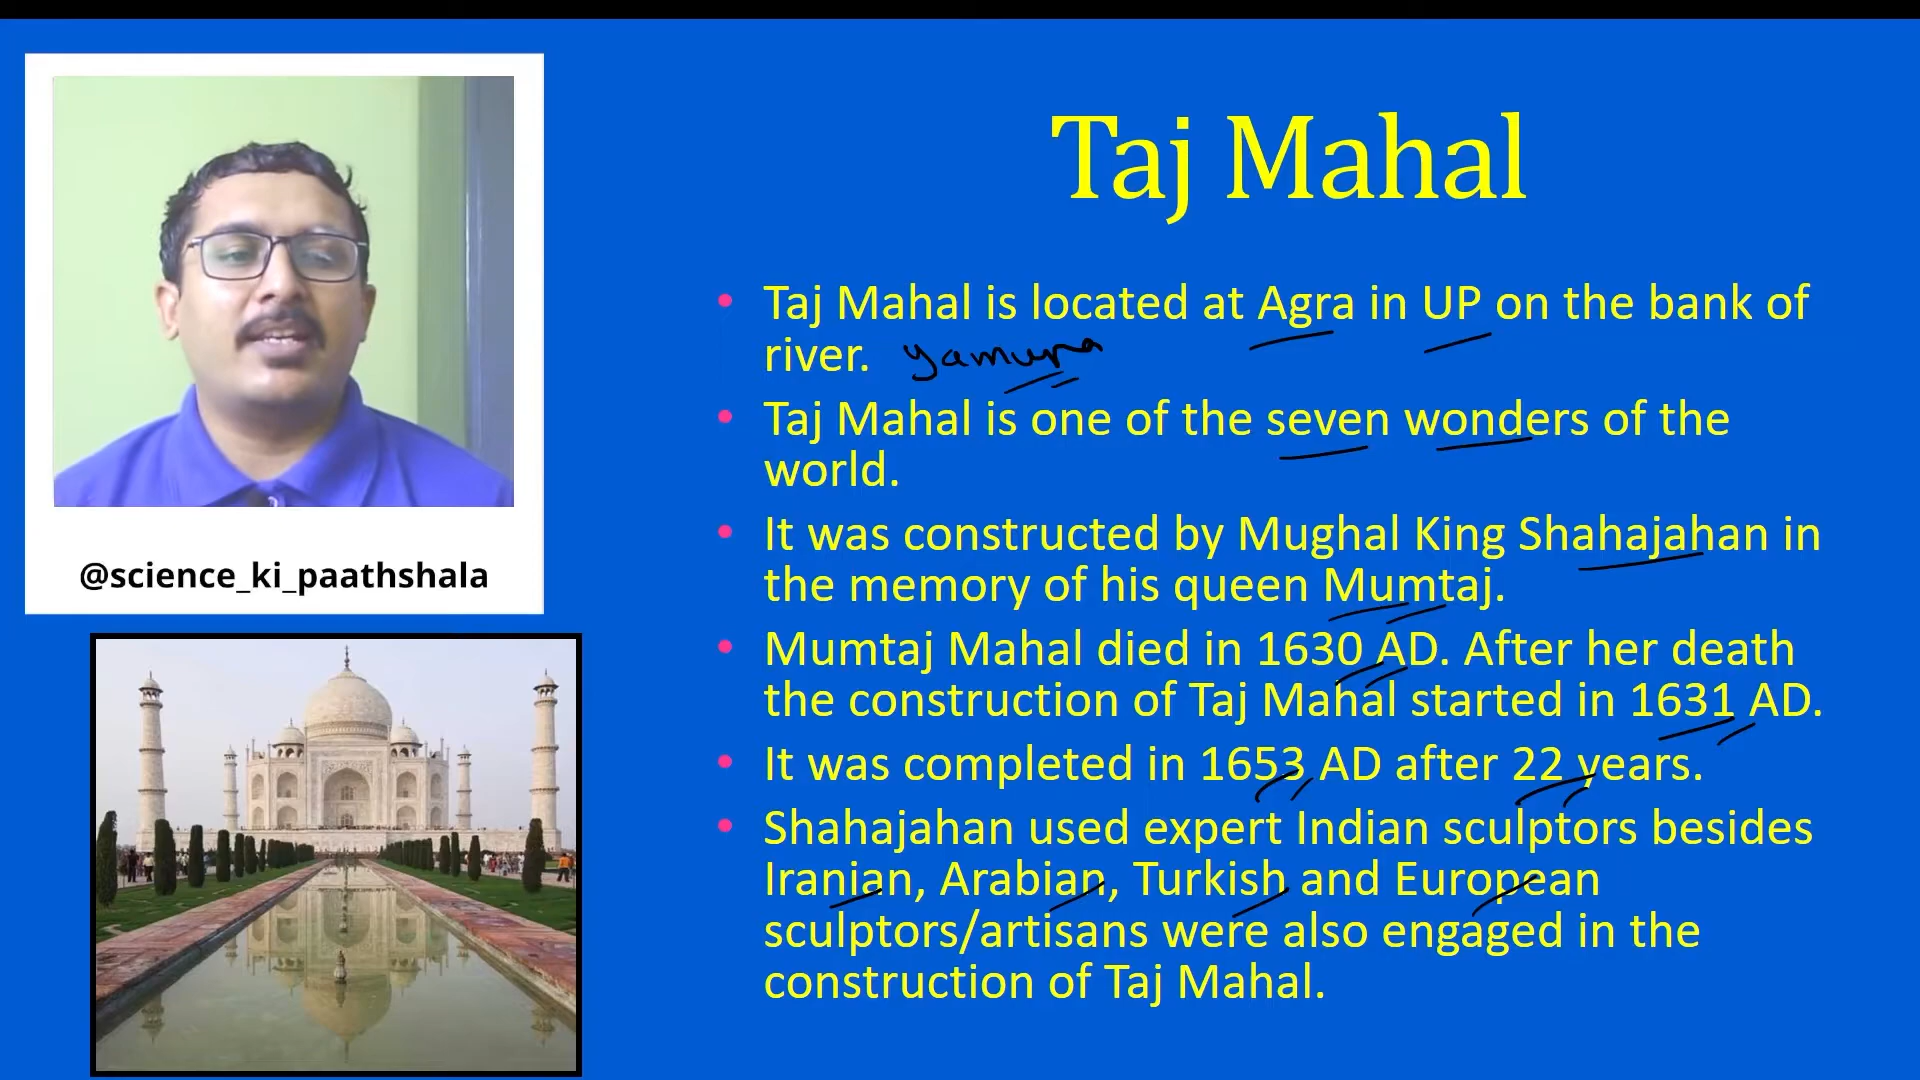 Taj Mahal
• Taj Mahal is located at Agra in UP on the bank of
river. yamuna
• Taj Mahal is one of the seven wonders of the
world.
• It was constructed by Mughal King Shahajahan in
the memory of his queen Mumtaj.
• Mumtaj Mahal died in 1630 AD. After her death
the construction of Taj Mahal started in 1631 AD.
• It was completed in 1653 AD after 22 years.
• Shahajahan used expert Indian sculptors besides
Iranian, Arabian, Turkish and European
sculptors/artisans were also engaged in the
construction of Taj Mahal.
@science_ki_paathshala